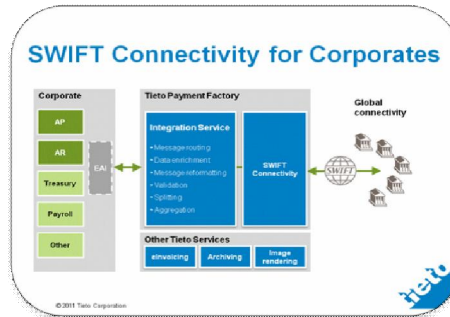 SWIFT Connectivity for Corporates
Corporate
AP
AR
Treasury
Payroll
Other
EAI
Tieto Payment Factory
Integration Service
•Message routing
•Data enrichment
•Message reformatting
•Validation
•Splitting
•Aggregation
SWIFT
Connectivity
Other Tieto Services
eInvoicing
Archiving
Image
rendering
Global
connectivity
SWIFT
© 2011 Tieto Corporation
tieto